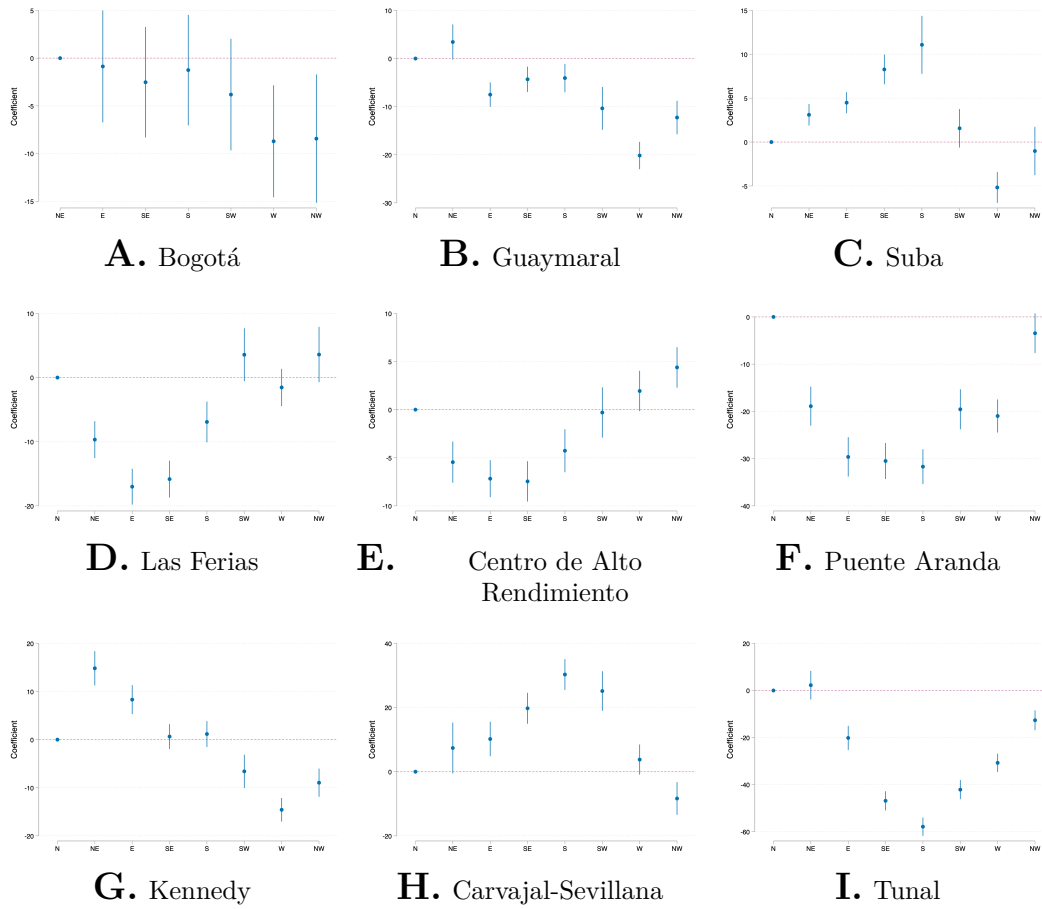 5
0
-5
-10
-15
Coefficient
NE E SE S SW W NW
A. Bogotá
10
0
-10
-20
-30
Coefficient
N NE E SE S SW W NW
B. Guaymaral
15
10
5
0
-5
Coefficient
N NE E SE S SW W NW
C. Suba
10
0
-10
-20
Coefficient
N NE E SE S SW W NW
D. Las Ferias
10
5
0
-5
-10
Coefficient
N NE E SE S SW W NW
E. Centro de Alto
Rendimiento
0
-10
-20
-30
-40
Coefficient
N NE E SE S SW W NW
F. Puente Aranda
20
10
0
-10
-20
Coefficient
N NE E SE S SW W NW
G. Kennedy
40
20
0
-20
Coefficient
N NE E SE S SW W NW
H. Carvajal-Sevillana
20
0
-20
-40
-60
Coefficient
N NE E SE S SW W NW
I. Tunal